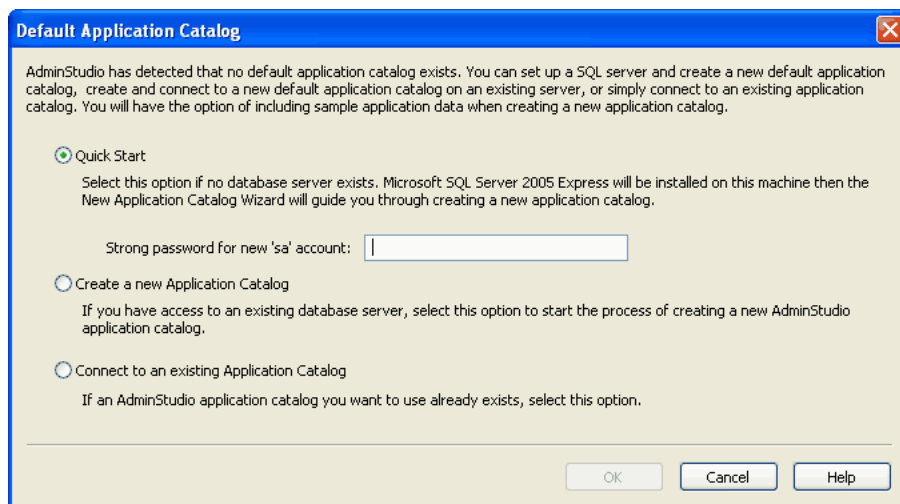 Default Application Catalog
AdminStudio has detected that no default application catalog exists. You can set up a SQL server and create a new default application
catalog,  create and connect to a new default application catalog on an existing server, or simply connect to an existing application
catalog. You will have the option of including sample application data when creating a new application catalog.
Quick Start
Select this option if no database server exists. Microsoft SQL Server 2005 Express will be installed on this machine then the
New Application Catalog Wizard will guide you through creating a new application catalog.
Strong password for new 'sa' account:
Create a new Application Catalog
If you have access to an existing database server, select this option to start the process of creating a new AdminStudio
application catalog.
Connect to an existing Application Catalog
If an AdminStudio application catalog you want to use already exists, select this option.
OK Cancel Help